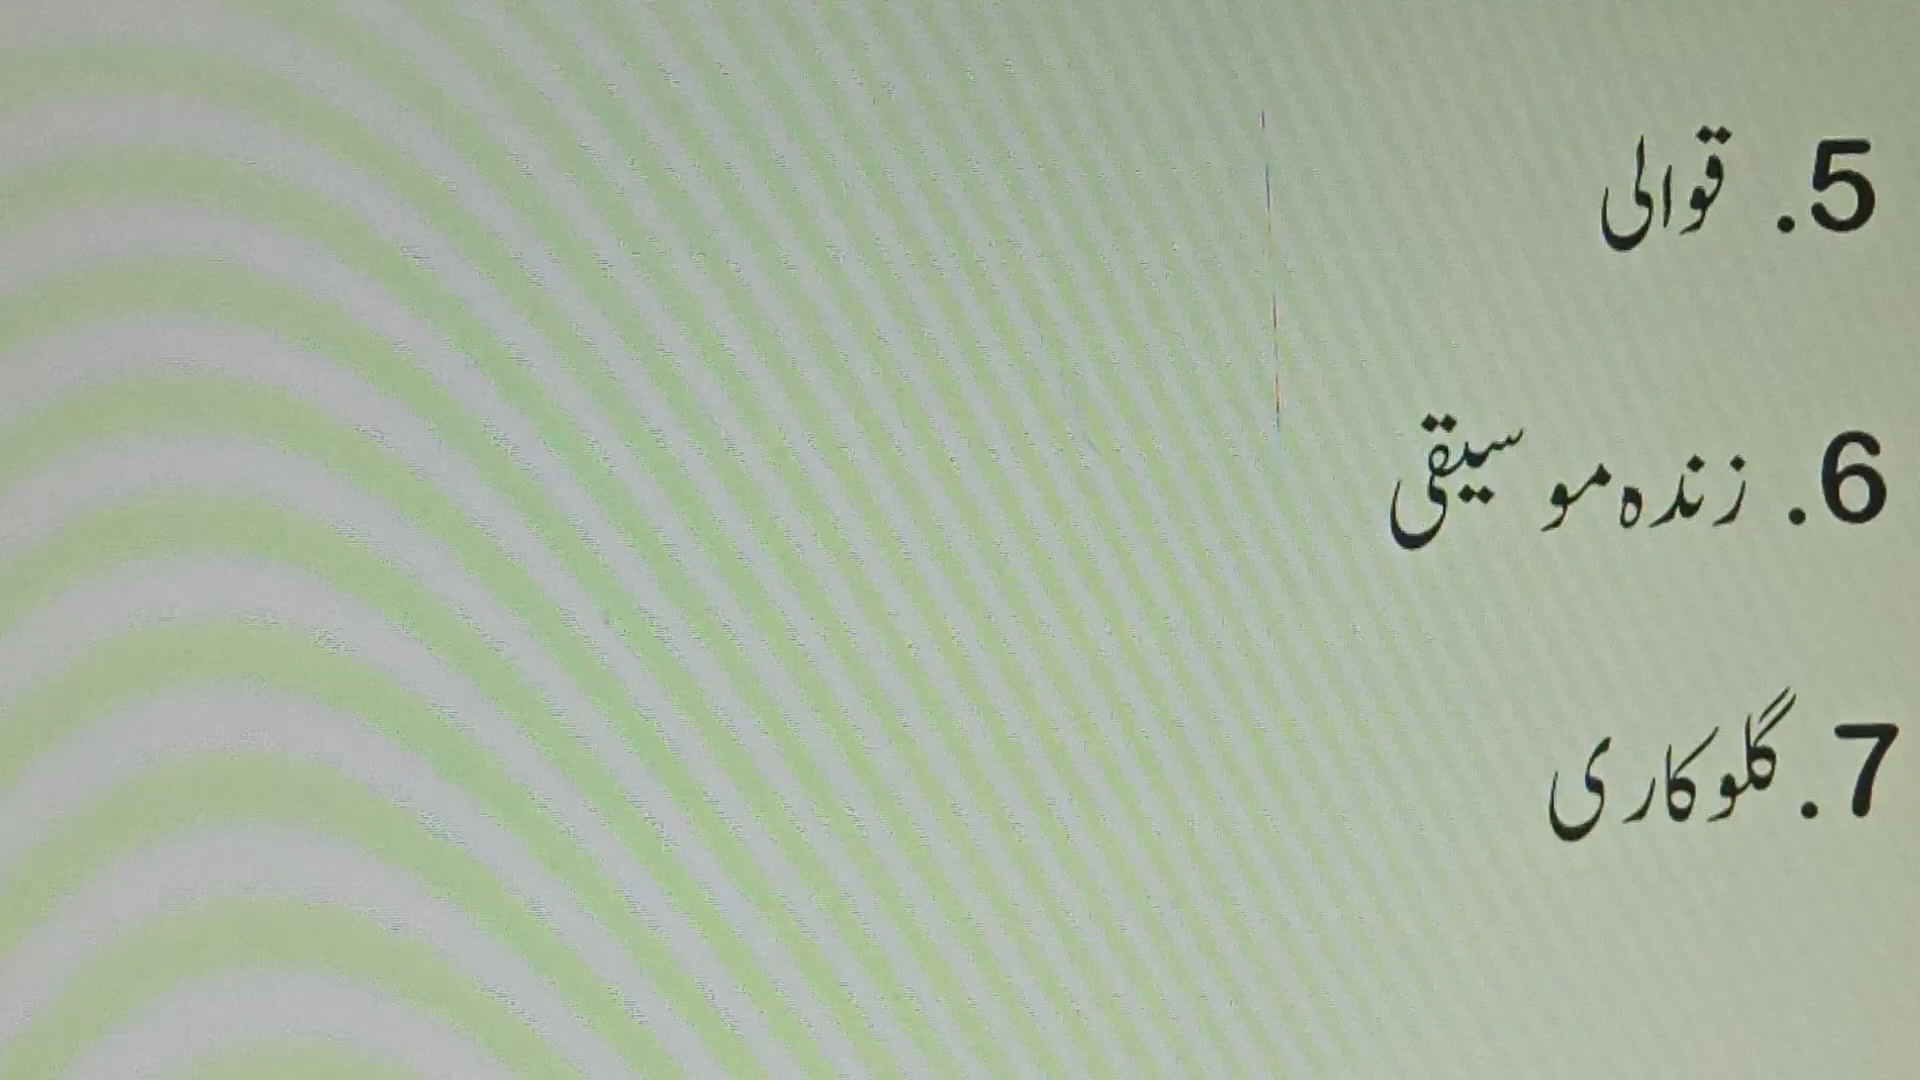 5. قوالی
6. زندہ موسیقی
7. گلوکاری